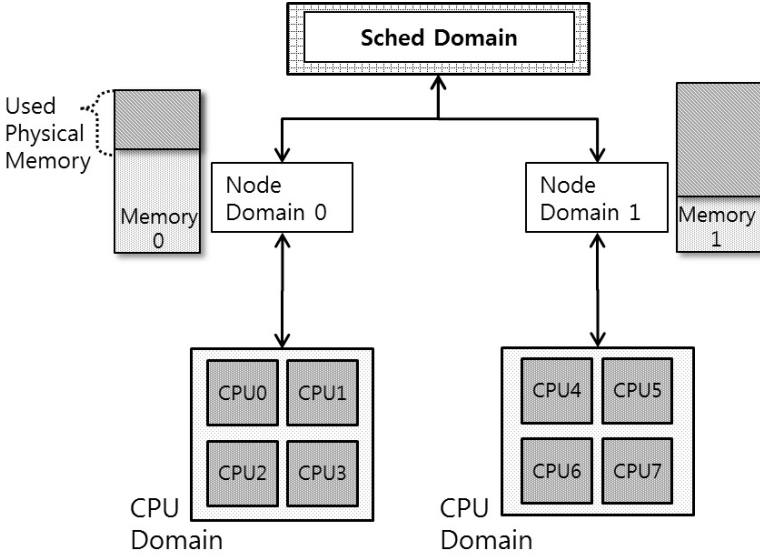 Sched Domain
Used
Physical
Memory
Memory
0
Node
Domain 0
Node
Domain 1
Memory
1
CPU0
CPU1
CPU2
CPU3
CPU
Domain
CPU4
CPU5
CPU6
CPU7
CPU
Domain